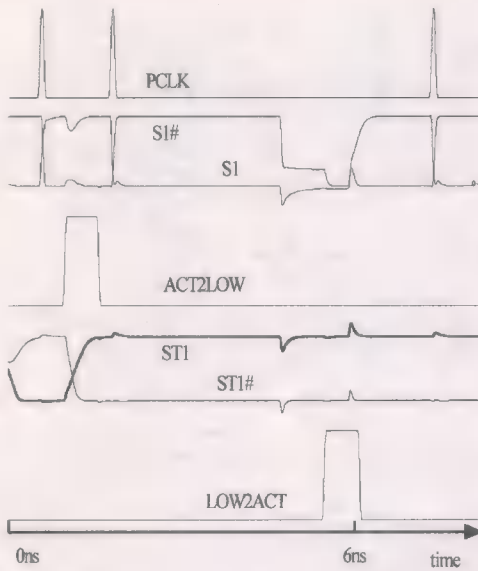 PCLK
S1#
S1
ACT2LOW
ST1
ST1#
LOW2ACT
0ns
6ns
time